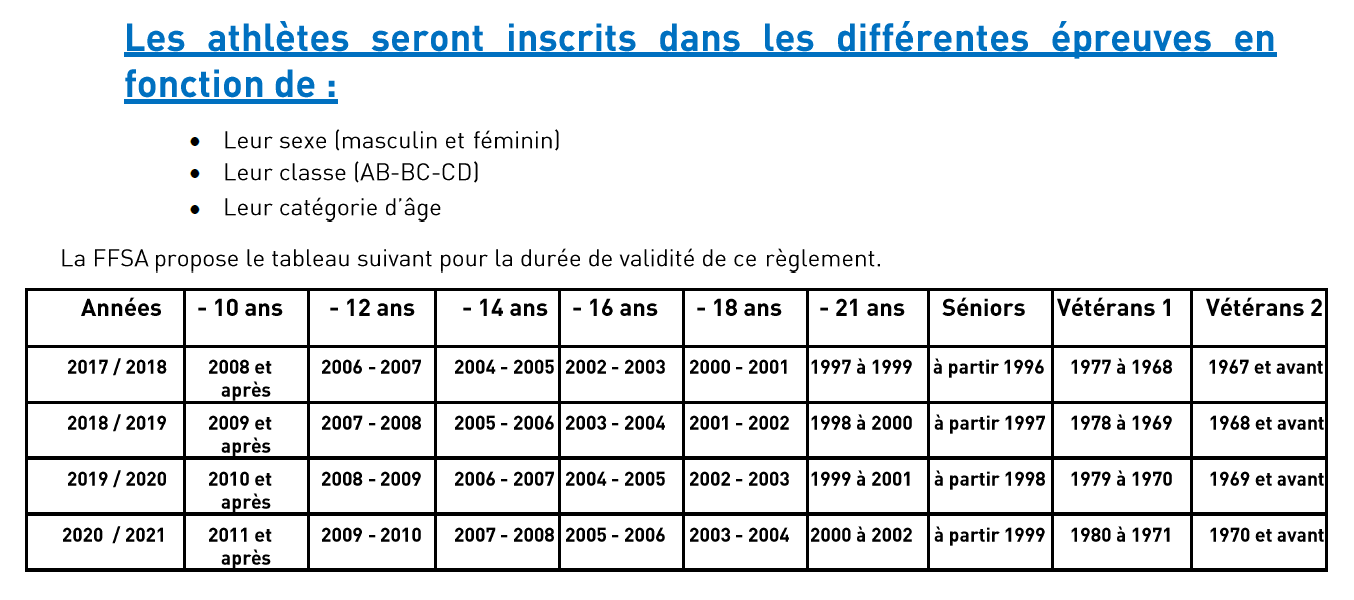 Les athlètes seront inscrits dans les différentes épreuves en
fonction de :
• Leur sexe (masculin et féminin)
• Leur classe (AB-BC-CD)
• Leur catégorie d'âge
La FFSA propose le tableau suivant pour la durée de validité de ce règlement.
Années - 10 ans - 12 ans - 14 ans - 16 ans - 18 ans - 21 ans Séniors Vétérans 1 Vétérans 2
2017 / 2018 2008 et 2006 - 2007 2004 - 2005 2002 - 2003 2000 - 2001 1997 à 1999 à partir 1996 1977 à 1968 1967 et avant
après
2018 / 2019 2009 et 2007 - 2008 2005 - 2006 2003 - 2004 2001 - 2002 1998 à 2000 à partir 1997 1978 à 1969 1968 et avant
après
2019 / 2020 2010 et 2008 - 2009 2006 - 2007 2004 - 2005 2002 - 2003 1999 à 2001 à partir 1998 1979 à 1970 1969 et avant
après
2020 / 2021 2011 et 2009 - 2010 2007 - 2008 2005 - 2006 2003 - 2004 2000 à 2002 à partir 1999 1980 à 1971 1970 et avant
après